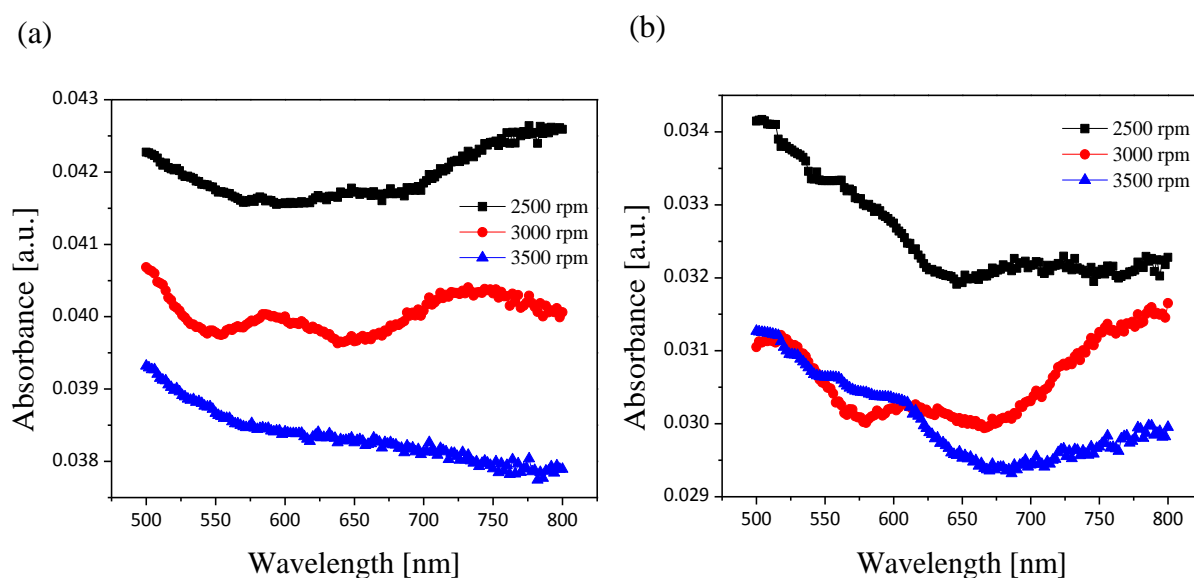 (a)
0.043
0.042
0.041
0.040
0.039
0.038
Absorbance [a.u.]
2500 rpm
3000 rpm
3500 rpm
500 550 600 650 700 750 800
Wavelength [nm]
(b)
0.034
0.033
0.032
0.031
0.030
0.029
Absorbance [a.u.]
2500 rpm
3000 rpm
3500 rpm
500 550 600 650 700 750 800
Wavelength [nm]